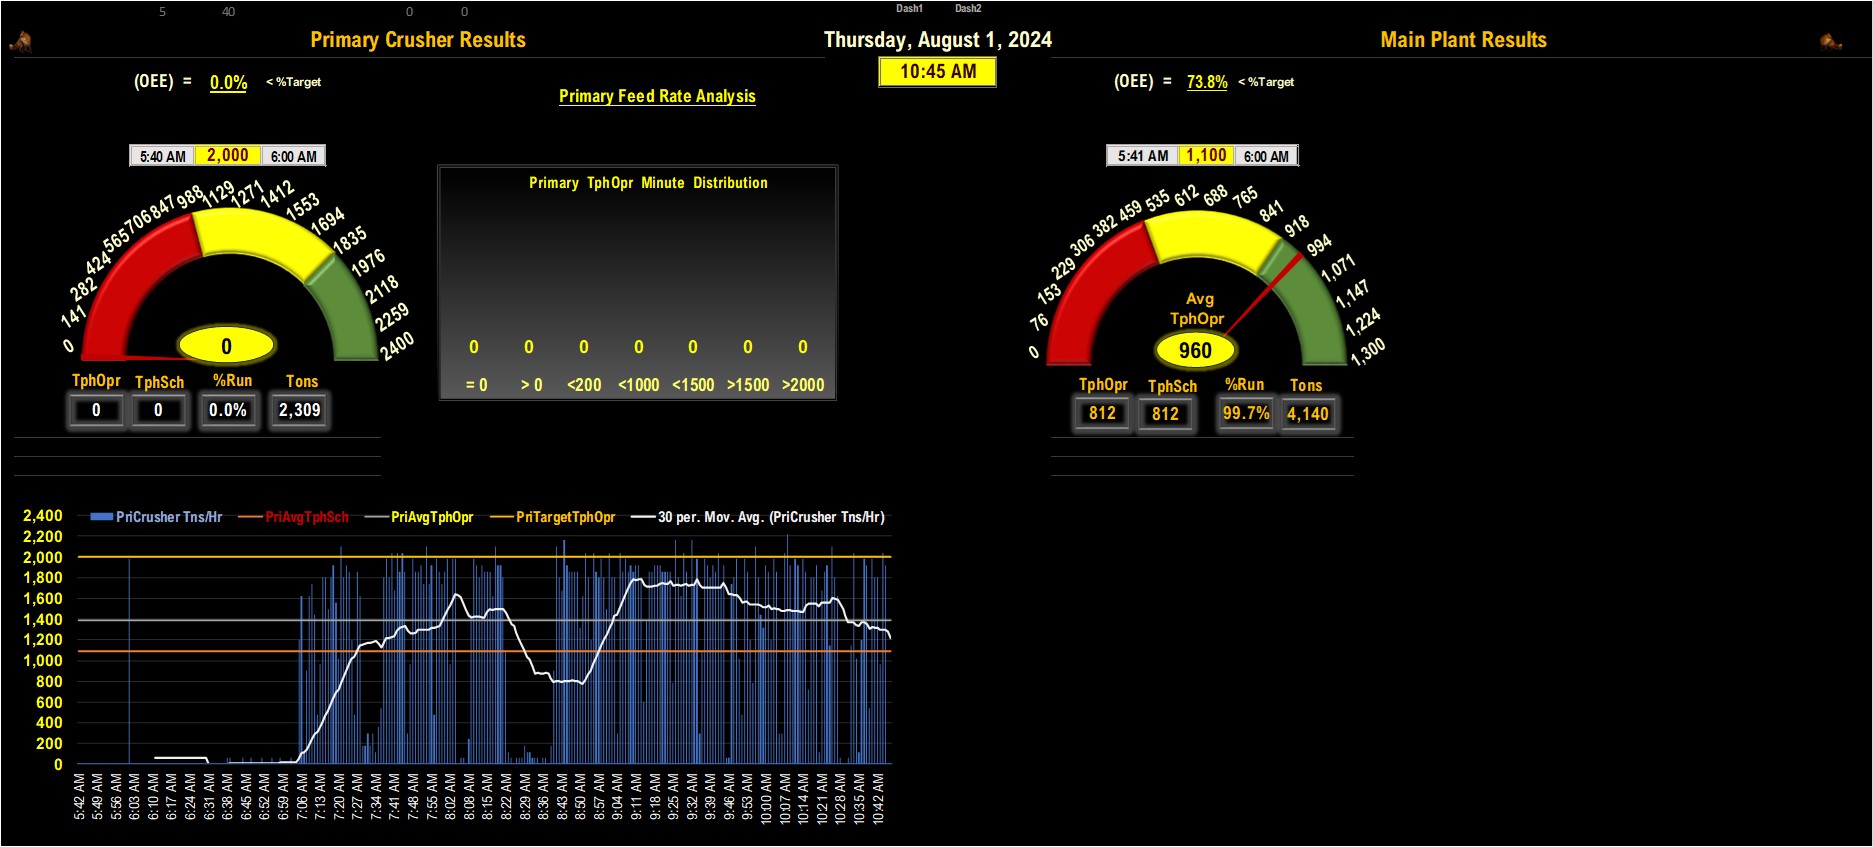 5 40 0 0 Dash1 Dash2
Primary Crusher Results
Thursday, August 1, 2024
Main Plant Results
10:45 AM
(OEE) = 0.0% < %Target
Primary Feed Rate Analysis
(OEE) = 73.8% < %Target
5:40 AM 2,000 6:00 AM
0 141 282 424 565 706 847 988 1129 1271 1412 1553 1694 1835 1976 2118 2259 2400
0
TphOpr TphSch %Run Tons
0 0 0.0% 2,309
Primary TphOpr Minute Distribution
0 0 0 0 0 0 0
= 0 > 0 <200 <1000 <1500 >1500 >2000
5:41 AM 1,100 6:00 AM
0 76 153 229 306 382 459 535 612 688 765 841 918 994 1,071 1,147 1,224 1,300
Avg
TphOpr
960
TphOpr TphSch %Run Tons
812 812 99.7% 4,140
PriCrusher Tns/Hr PriAvgTphSch PriAvgTphOpr PriTargetTphOpr 30 per. Mov. Avg. (PriCrusher Tns/Hr)
2,400
2,200
2,000
1,800
1,600
1,400
1,200
1,000
800
600
400
200
0
5:42 AM 5:49 AM 5:56 AM 6:03 AM 6:10 AM 6:17 AM 6:24 AM 6:31 AM 6:38 AM 6:45 AM 6:52 AM 6:59 AM 7:06 AM 7:13 AM 7:20 AM 7:27 AM 7:34 AM 7:41 AM 7:48 AM 7:55 AM 8:02 AM 8:08 AM 8:15 AM 8:22 AM 8:29 AM 8:36 AM 8:43 AM 8:50 AM 8:57 AM 9:04 AM 9:11 AM 9:18 AM 9:25 AM 9:32 AM 9:39 AM 9:46 AM 9:53 AM 10:00 AM 10:07 AM 10:14 AM 10:21 AM 10:28 AM 10:35 AM 10:42 AM